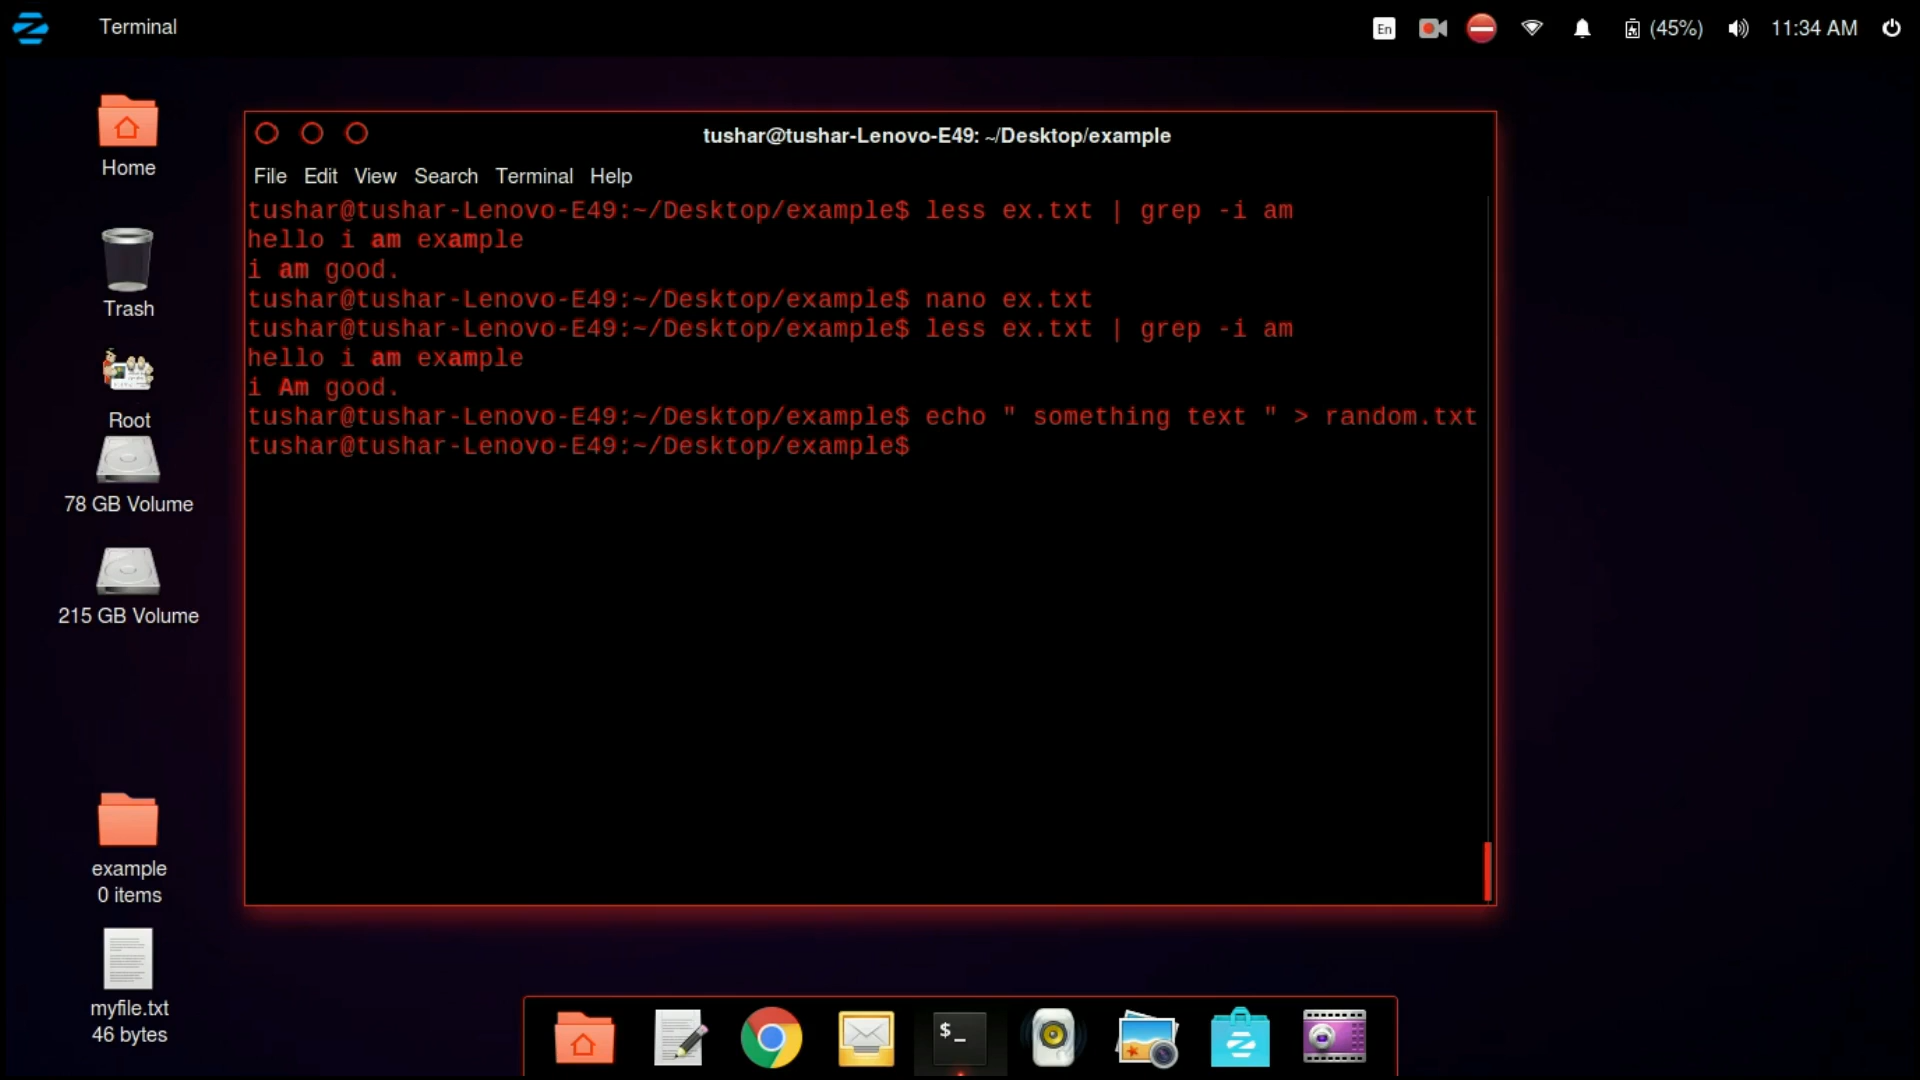 Terminal
En
(45%)
11:34 AM
Home
Trash
Root
78 GB Volume
215 GB Volume
example
0 items
myfile.txt
46 bytes
tushar@tushar-Lenovo-E49: ~/Desktop/example
File Edit View Search Terminal Help
tushar@tushar-Lenovo-E49:~/Desktop/example$ less ex.txt | grep -i am
hello i am example
i am good.
tushar@tushar-Lenovo-E49:~/Desktop/example$ nano ex.txt
tushar@tushar-Lenovo-E49:~/Desktop/example$ less ex.txt | grep -i am
hello i am example
i Am good.
tushar@tushar-Lenovo-E49:~/Desktop/example$ echo " something text " > random.txt
tushar@tushar-Lenovo-E49:~/Desktop/example$
$_